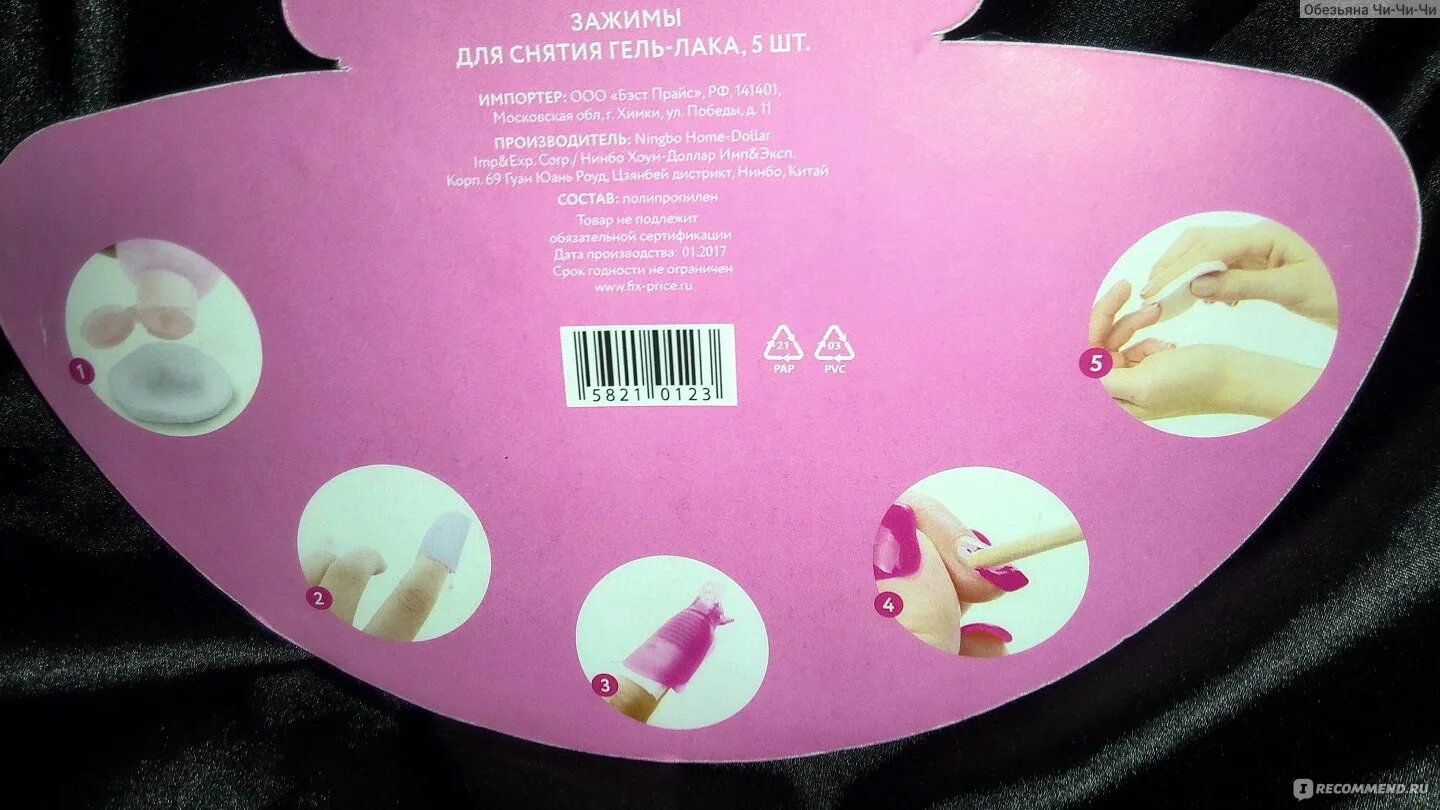 Обезьяна Чи-Чи-Чи
ЗАЖИМЫ
ДЛЯ СНЯТИЯ ГЕЛЬ-ЛАКА, 5 ШТ.
ИМПОРТЕР: ООО «Бэст Прайс», РФ, 141401,
Московская обл, г. Химки, ул. Победы, д. 11
ПРОИЗВОДИТЕЛЬ: Ningbo Home-Dollar
Imp&Exp. Corp./ Нинбо Хоум-Доллар Имп&Эксп.
Корп. 69 Гуан Юань Роуд, Цзянбей дистрикт, Нинбо, Китай
СОСТАВ: полипропилен
Товар не подлежит
обязательной сертификации
Дата производства: 01.2017
Срок годности не ограничен
www.fix-price.ru
5821 0123
21 PAP
03 PVC
1
2
3
4
5
IRECOMMEND.RU